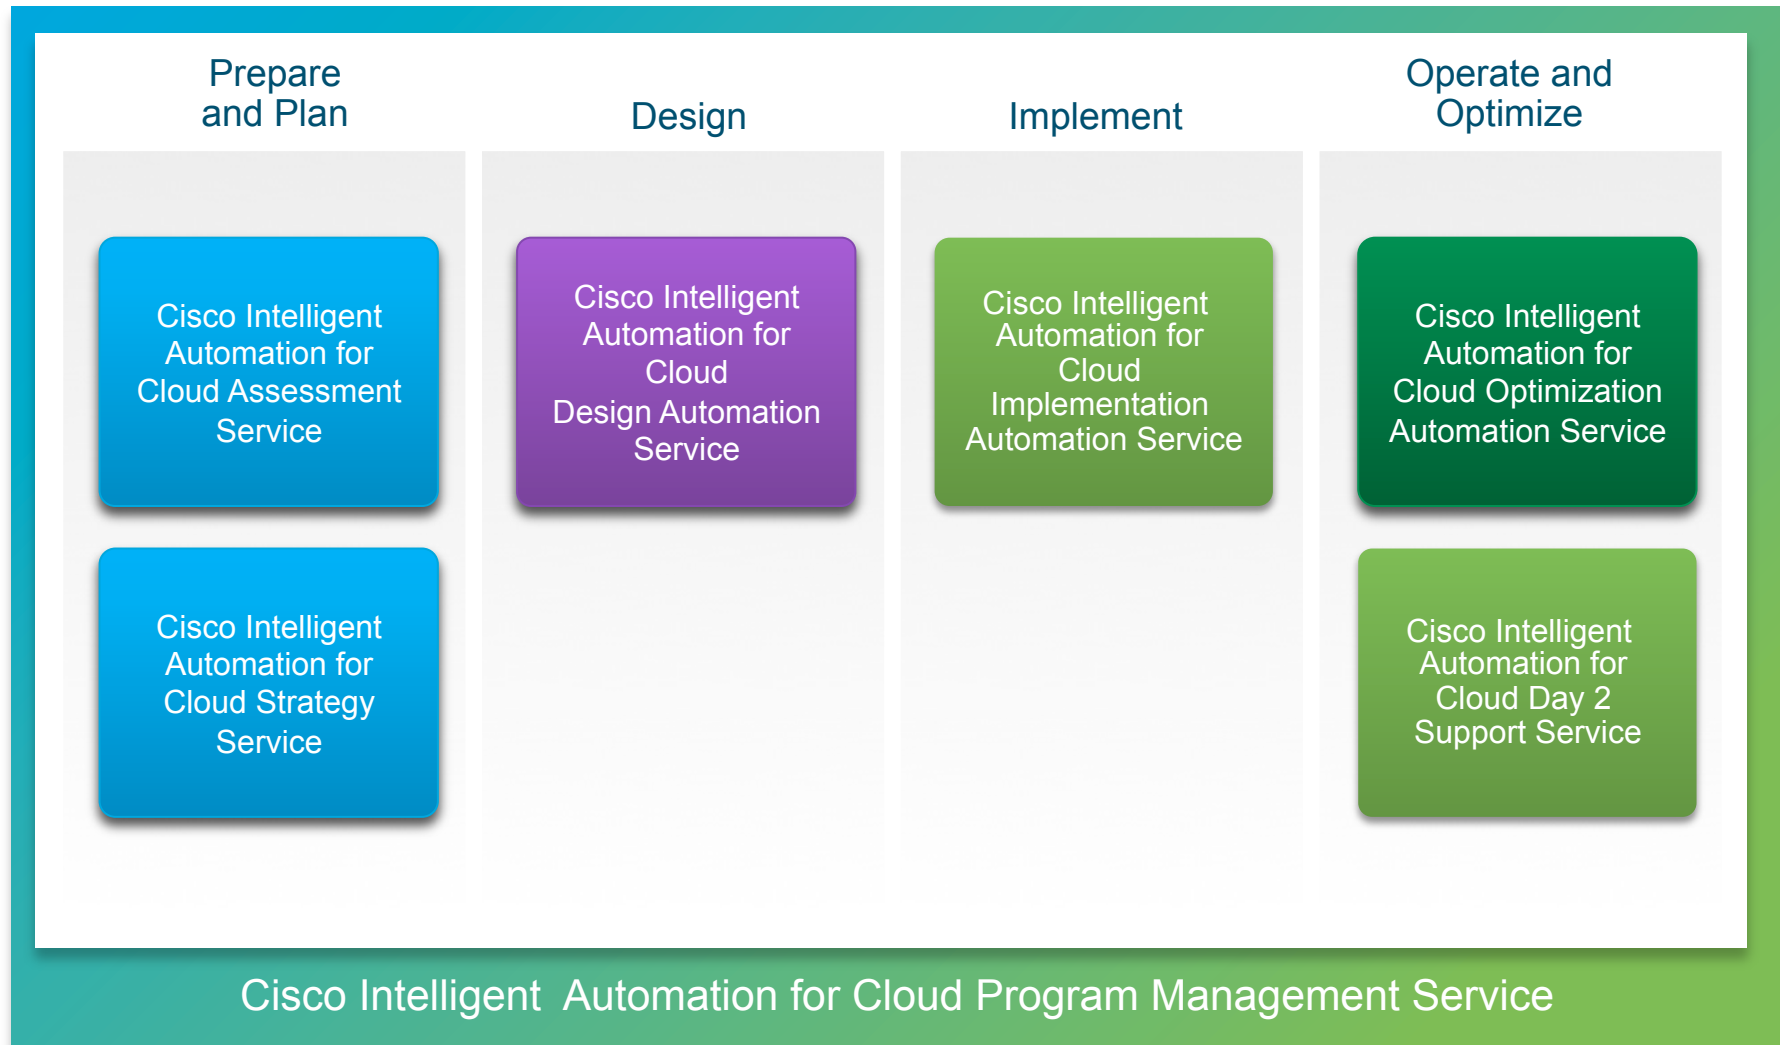 Prepare
and Plan
Design
Implement
Operate and
Optimize
Cisco Intelligent
Automation for
Cloud Assessment
Service
Cisco Intelligent
Automation for
Cloud Strategy
Service
Cisco Intelligent
Automation for
Cloud
Design Automation
Service
Cisco Intelligent
Automation for
Cloud
Implementation
Automation Service
Cisco Intelligent
Automation for
Cloud Optimization
Automation Service
Cisco Intelligent
Automation for
Cloud Day 2
Support Service
Cisco Intelligent Automation for Cloud Program Management Service